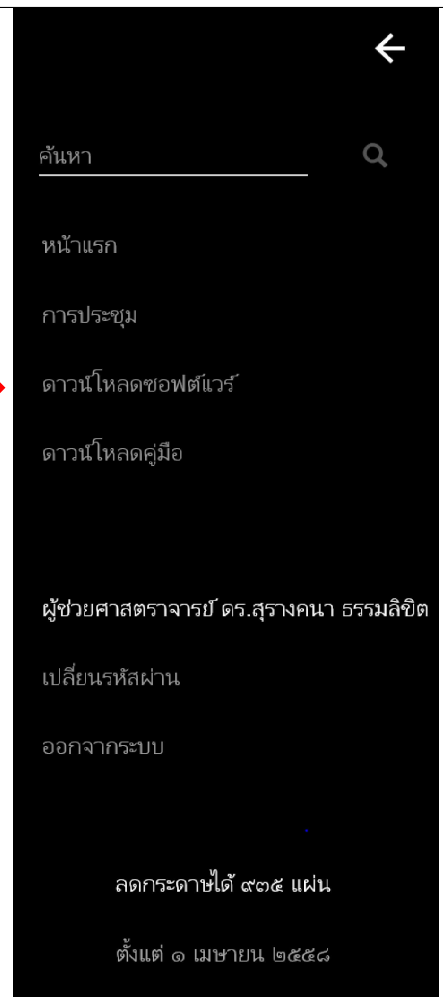 ค้นหา
หน้าแรก
การประชุม
ดาวน์โหลดซอฟต์แวร์
ดาวน์โหลดคู่มือ
ผู้ช่วยศาสตราจารย์ ดร.สุรางคนา ธรรมลิขิต
เปลี่ยนรหัสผ่าน
ออกจากระบบ
ลดกระดาษได้ ๙๓๕ แผ่น
ตั้งแต่ ๑ เมษายน ๒๕๕๘